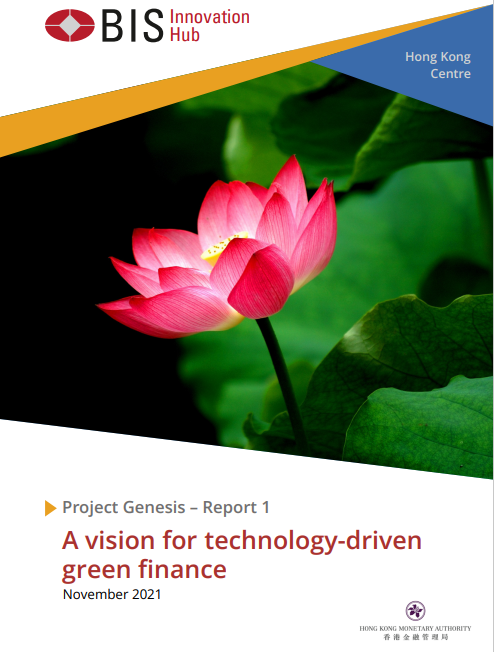 BIS Innovation
Hub
Hong Kong
Centre
Project Genesis – Report 1
A vision for technology-driven
green finance
November 2021
HONG KONG MONETARY AUTHORITY
香港金融管理局